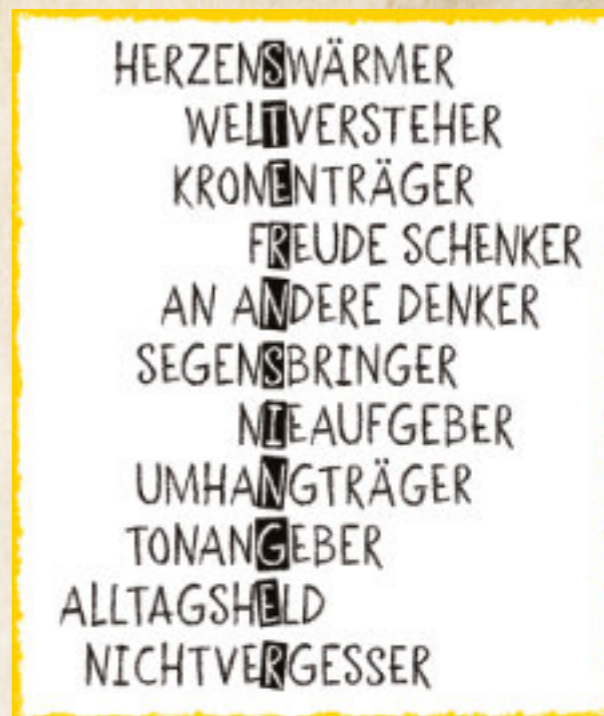 HERZENSWÄRMER
WELTVERSTEHER
KRONENTRÄGER
FREUDE SCHENKER
AN ANDERE DENKER
SEGENSBRINGER
NIEAUFGEBER
UMHANGTRÄGER
TONANGEBER
ALLTAGSHELD
NICHTVERGESSER